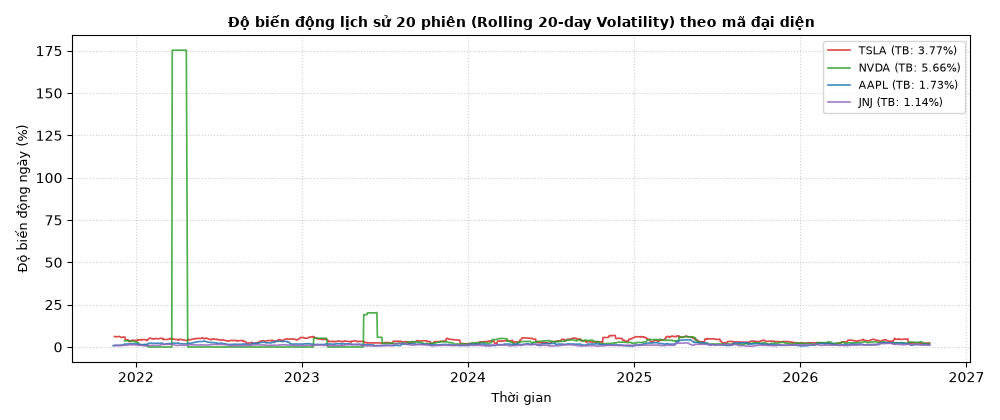 Độ biến động lịch sử 20 phiên (Rolling 20-day Volatility) theo mã đại diện
Độ biến động ngày (%)
175
150
125
100
75
50
25
0
TSLA (TB: 3.77%)
NVDA (TB: 5.66%)
AAPL (TB: 1.73%)
JNJ (TB: 1.14%)
2022
2023
2024
2025
2026
2027
Thời gian